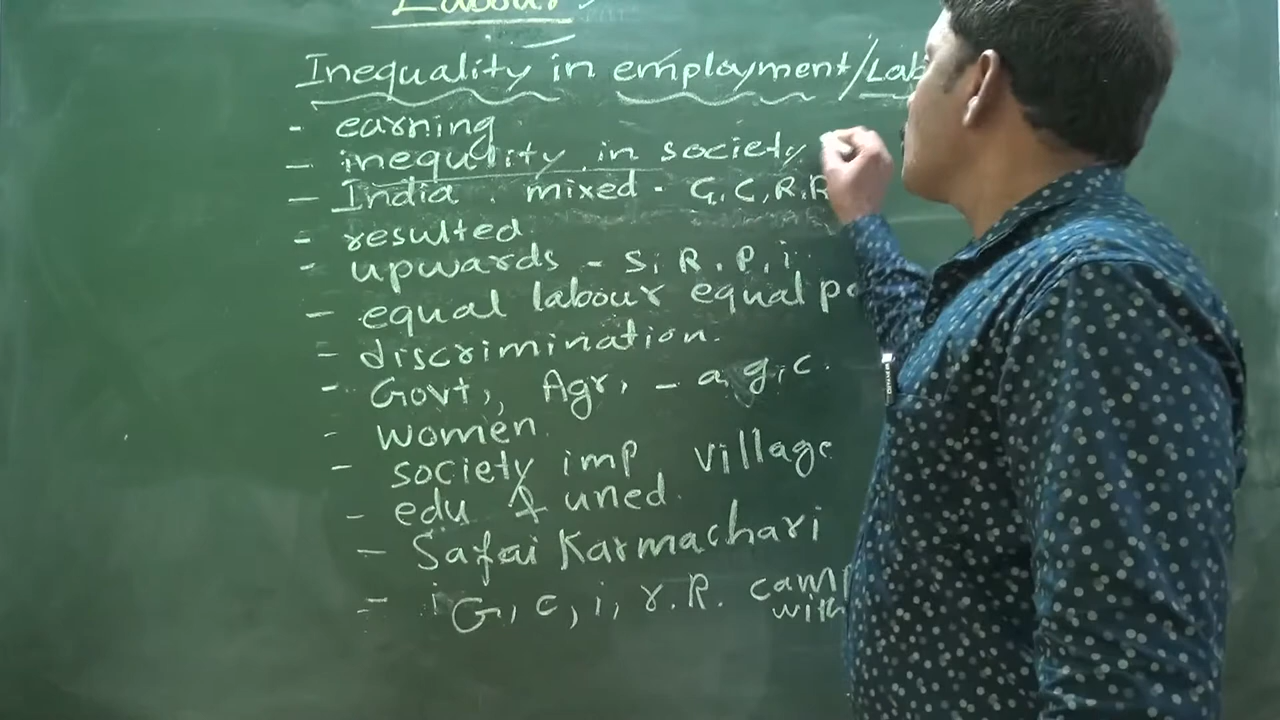 Labour
Inequality in employment/Lab
- earning
- inequality in society
- India . mixed - G, C, R, R
- resulted
- upwards - S, R, P, i
- equal labour equal pa
- discrimination.
- Govt, Agr, - a, g, c.
- women.
- society imp village
- edu & uned.
- Safai Karmachari
- G, c, i, r. R. camp
with